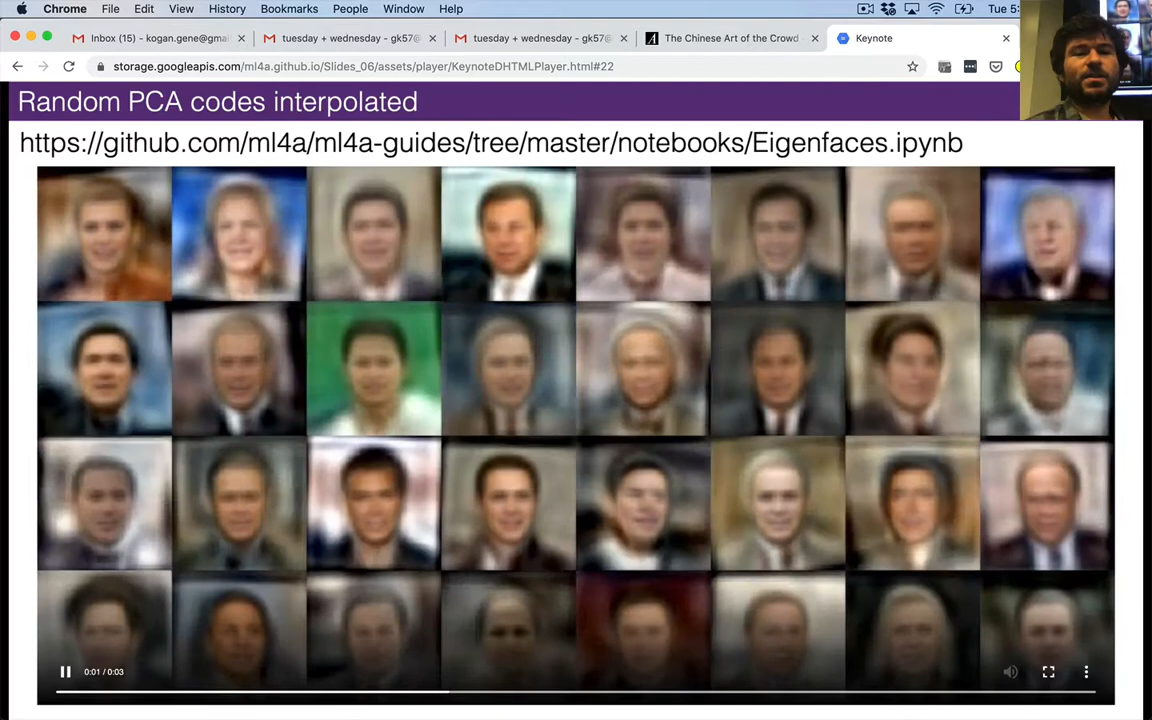 Chrome File Edit View History Bookmarks People Window Help Tue 5:
Inbox (15) - kogan.gene@gma tuesday + wednesday - gk57@ tuesday + wednesday - gk57@ The Chinese Art of the Crowd Keynote
storage.googleapis.com/ml4a.github.io/Slides_06/assets/player/KeynoteDHTMLPlayer.html#22
Random PCA codes interpolated
https://github.com/ml4a/ml4a-guides/tree/master/notebooks/Eigenfaces.ipynb
0:01 / 0:03